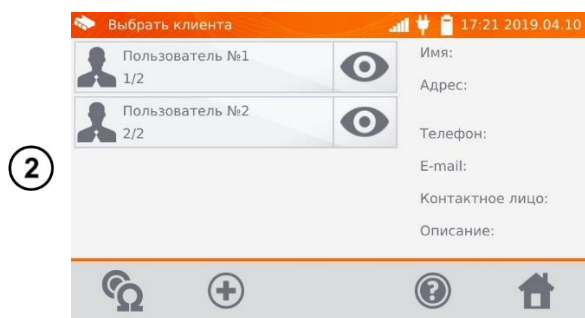 Выбрать клиента
17:21 2019.04.10
Пользователь №1
1/2
Пользователь №2
2/2
Имя:
Адрес:
Телефон:
E-mail:
Контактное лицо:
Описание:
2